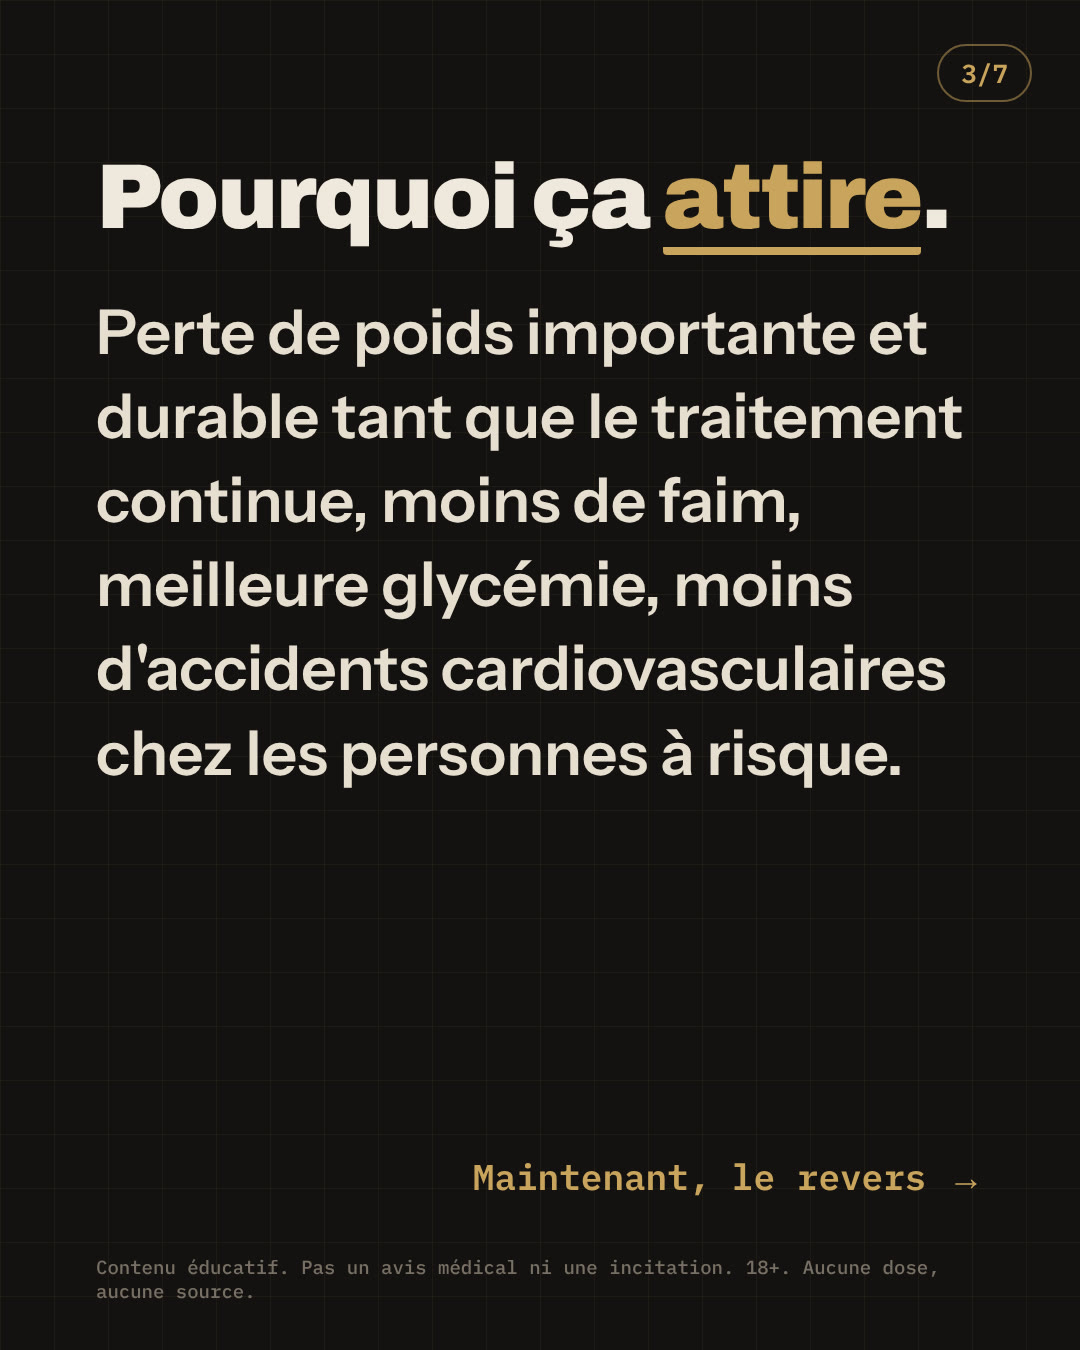 3/7
Pourquoi ça attire.
Perte de poids importante et
durable tant que le traitement
continue, moins de faim,
meilleure glycémie, moins
d'accidents cardiovasculaires
chez les personnes à risque.
Maintenant, le revers →
Contenu éducatif. Pas un avis médical ni une incitation. 18+. Aucune dose,
aucune source.